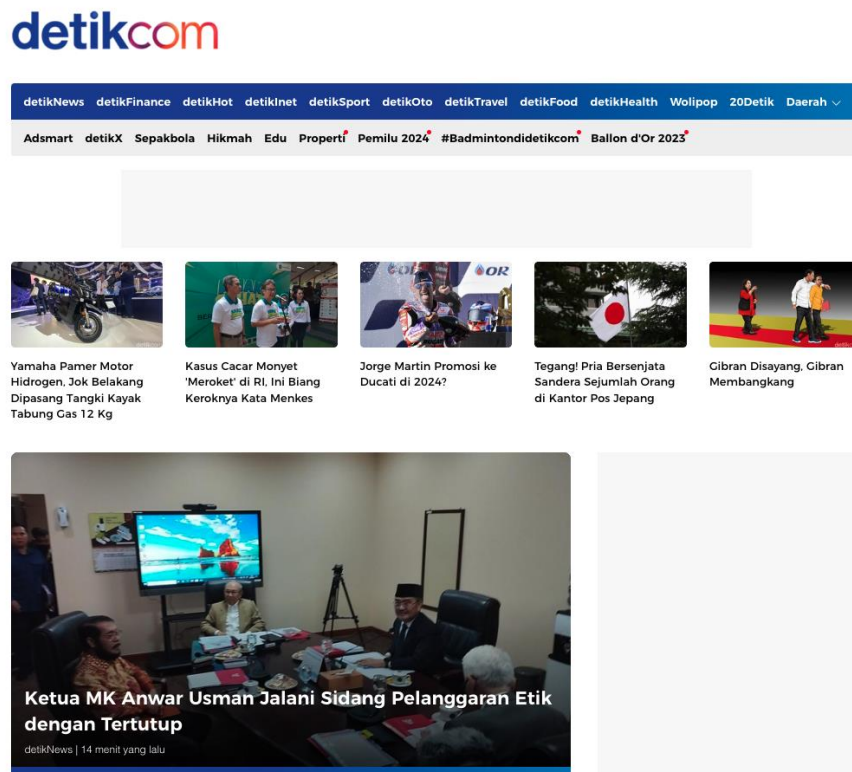 detikcom
detikNews detikFinance detikHot detikInet detikSport detikOto detikTravel detikFood detikHealth Wolipop 20Detik Daerah
Adsmart detikX Sepakbola Hikmah Edu Properti Pemilu 2024 #Badmintondidetikcom Ballon d'Or 2023
OR
Yamaha Pamer Motor
Hidrogen, Jok Belakang
Dipasang Tangki Kayak
Tabung Gas 12 Kg
Kasus Cacar Monyet
'Meroket' di RI, Ini Biang
Keroknya Kata Menkes
Jorge Martin Promosi ke
Ducati di 2024?
Tegang! Pria Bersenjata
Sandera Sejumlah Orang
di Kantor Pos Jepang
Gibran Disayang, Gibran
Membangkang
Ketua MK Anwar Usman Jalani Sidang Pelanggaran Etik
dengan Tertutup
detikNews | 14 menit yang lalu